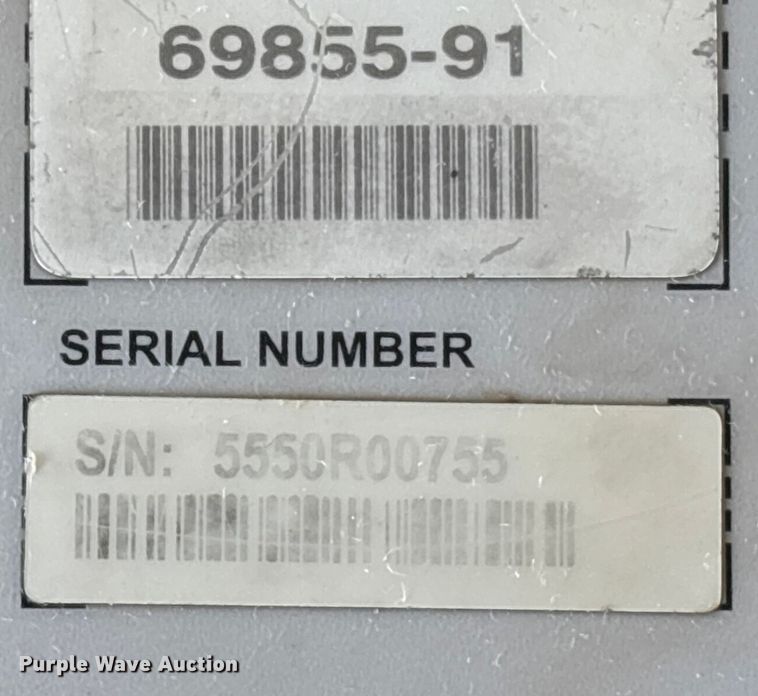 69855-91
SERIAL NUMBER
S/N: 5550R00755
Purple Wave Auction